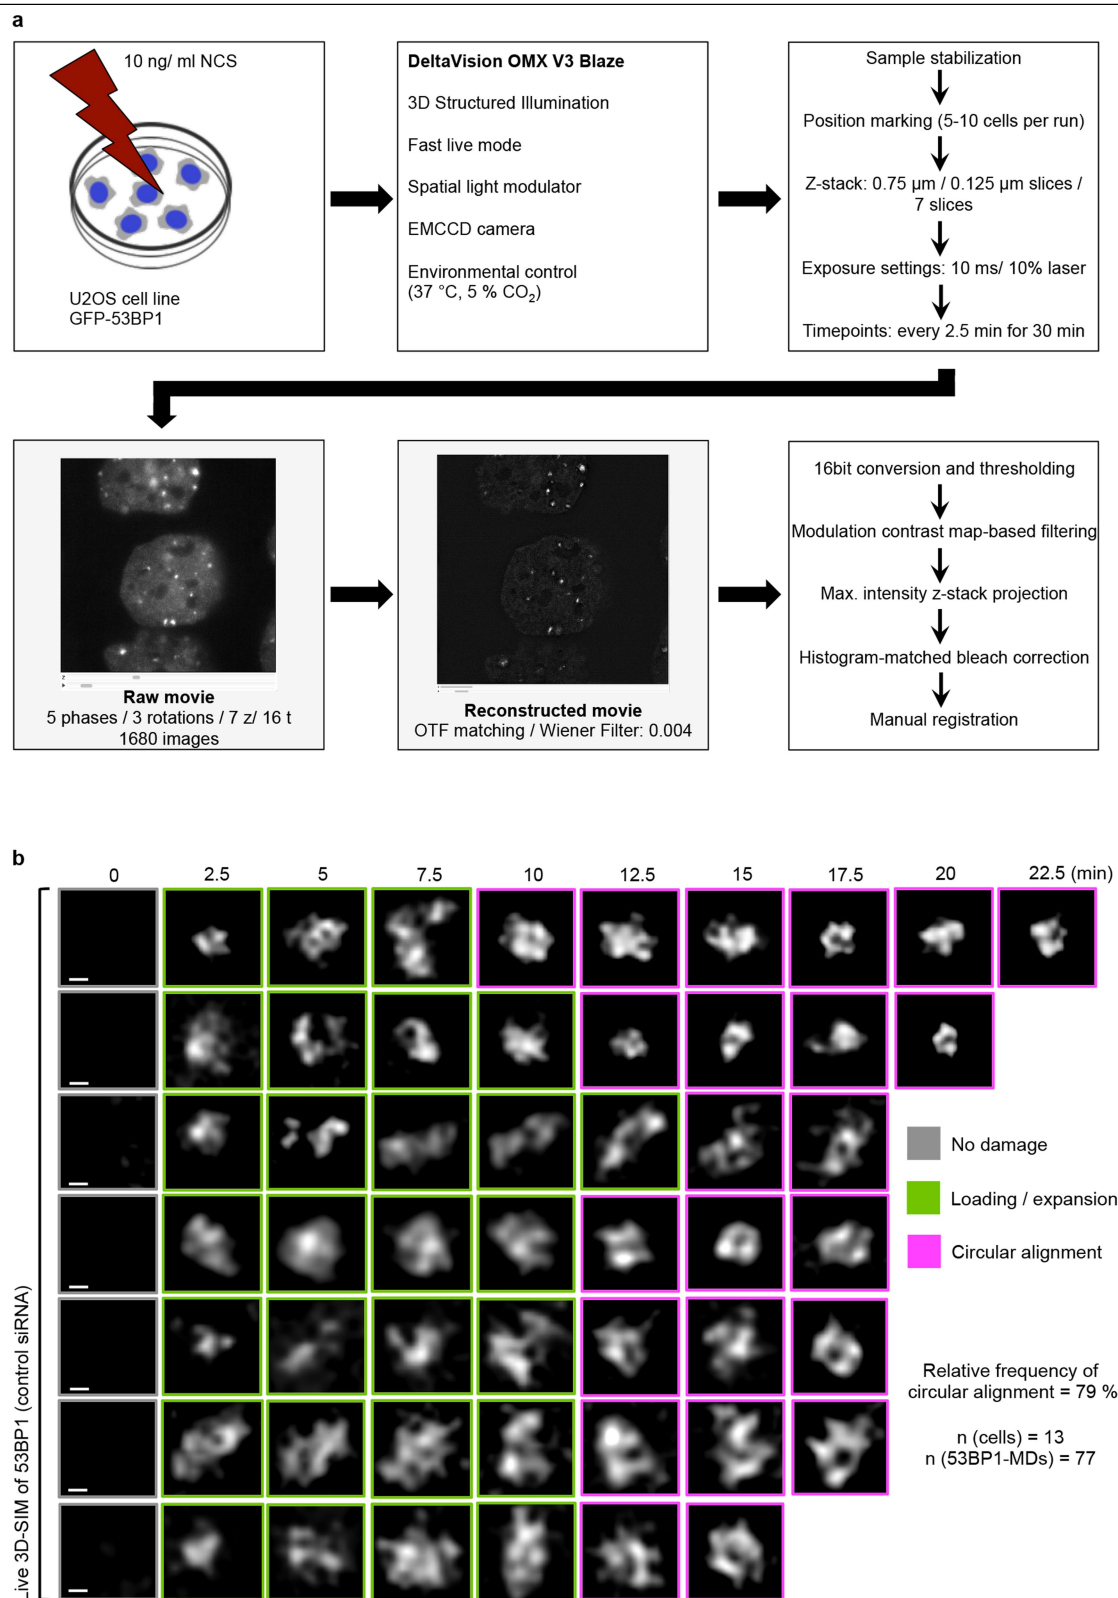 a
10 ng/ ml NCS
U2OS cell line
GFP-53BP1
DeltaVision OMX V3 Blaze
3D Structured Illumination
Fast live mode
Spatial light modulator
EMCCD camera
Environmental control
(37 °C, 5 % CO₂)
Sample stabilization
Position marking (5-10 cells per run)
Z-stack: 0.75 µm / 0.125 µm slices /
7 slices
Exposure settings: 10 ms/ 10% laser
Timepoints: every 2.5 min for 30 min
Raw movie
5 phases / 3 rotations / 7 z/ 16 t
1680 images
Reconstructed movie
OTF matching / Wiener Filter: 0.004
16bit conversion and thresholding
Modulation contrast map-based filtering
Max. intensity z-stack projection
Histogram-matched bleach correction
Manual registration
b
0 2.5 5 7.5 10 12.5 15 17.5 20 22.5 (min)
Live 3D-SIM of 53BP1 (control siRNA)
No damage
Loading / expansion
Circular alignment
Relative frequency of
circular alignment = 79 %
n (cells) = 13
n (53BP1-MDs) = 77